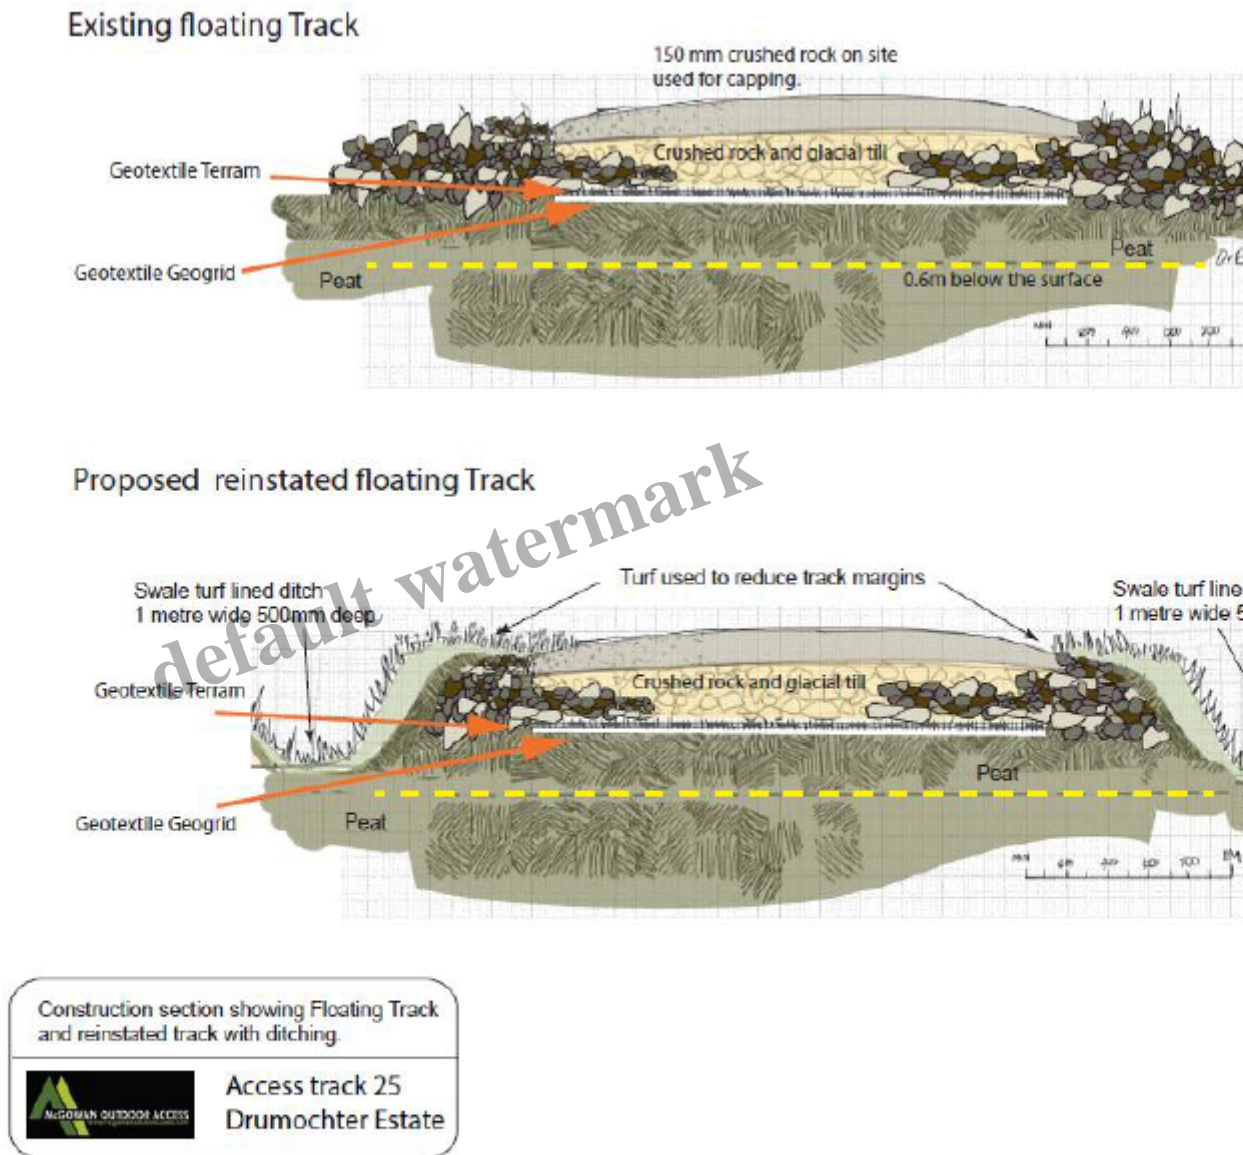 Existing floating Track
150 mm crushed rock on site
used for capping.
Crushed rock and glacial till
Geotextile Terram
Geotextile Geogrid
Peat
Peat
0.6m below the surface
Proposed reinstated floating Track
default watermark
Swale turf lined ditch
1 metre wide 500mm deep
Turf used to reduce track margins
Swale turf line
1 metre wide 5
Geotextile Terram
Crushed rock and glacial till
Peat
Geotextile Geogrid
Peat
Construction section showing Floating Track
and reinstated track with ditching.
McGOWAN OUTDOOR ACCESS
Access track 25
Drumochter Estate